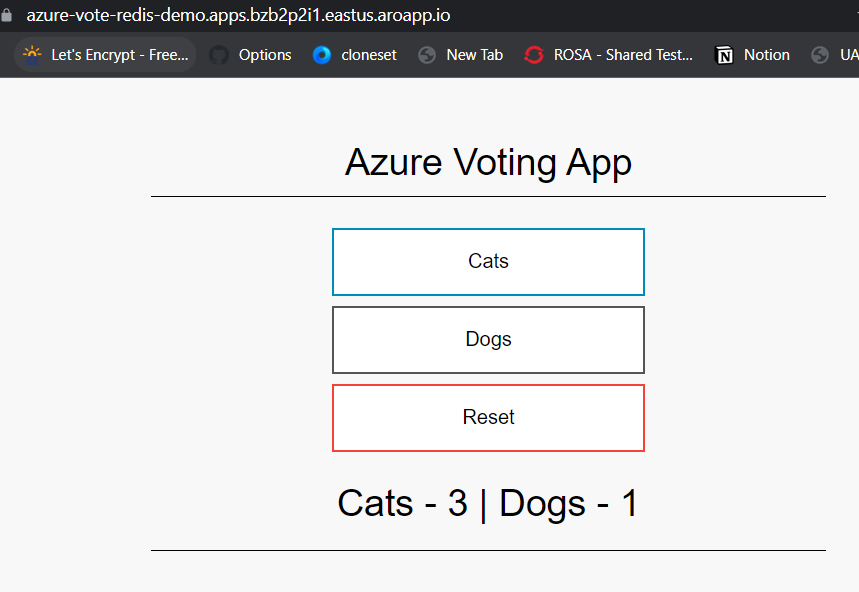 azure-vote-redis-demo.apps.bzb2p2i1.eastus.aroapp.io
Let's Encrypt - Free... Options cloneset New Tab ROSA - Shared Test... Notion UA
Azure Voting App
Cats
Dogs
Reset
Cats - 3 | Dogs - 1